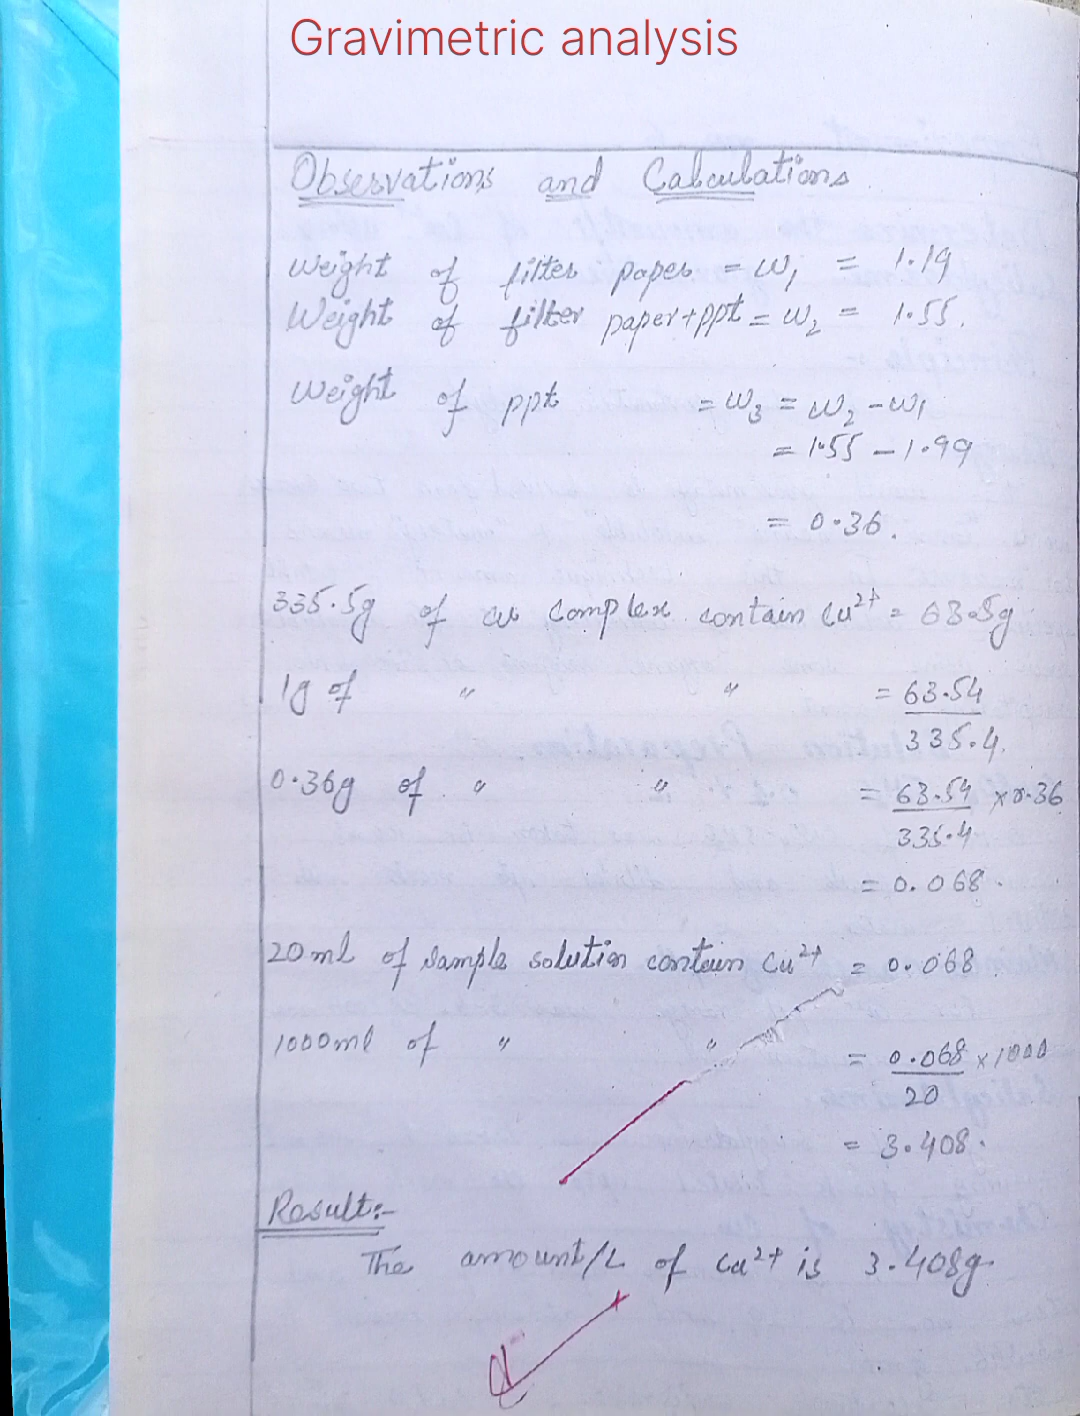 Gravimetric analysis
Observations and Calculations
Weight of filter paper = w₁ = 1.19
Weight of filter paper+ppt = w₂ = 1.55.
Weight of ppt = w₃ = w₂ - w₁
= 1.55 - 1.99
= 0.36.
335.5g of cu complex contain Cu²⁺ = 63.5g
1g of " " = 63.54
335.4.
0.36g of " " = 63.54 x 0.36
335.4
= 0.068.
20ml of sample solution contain Cu²⁺ = 0.068.
1000ml of " " = 0.068 x 1000
20
= 3.408.
Result:-
The amount/L of Cu²⁺ is 3.408g.